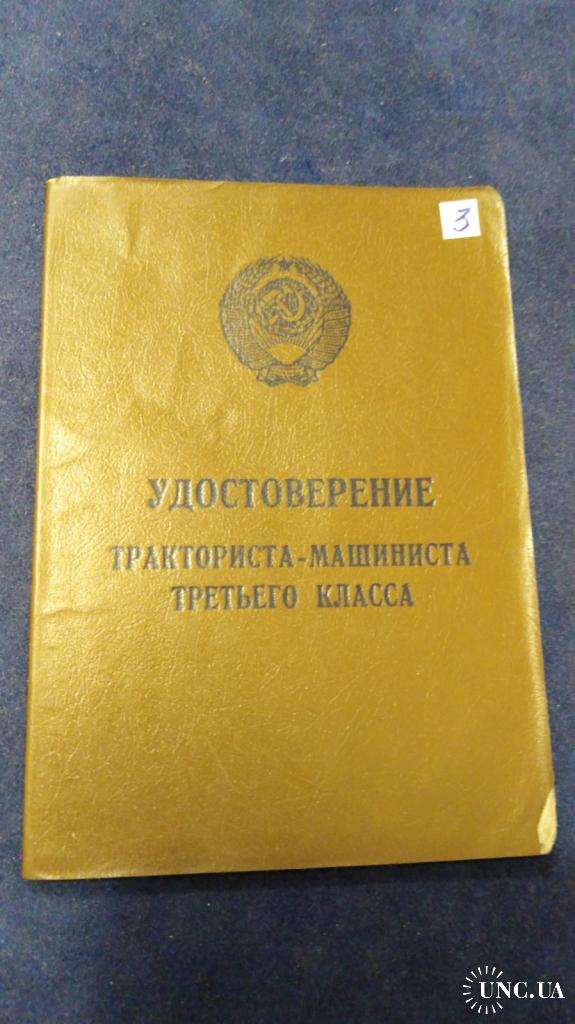 3
УДОСТОВЕРЕНИЕ
ТРАКТОРИСТА-МАШИНИСТА
ТРЕТЬЕГО КЛАССА
UNC.UA